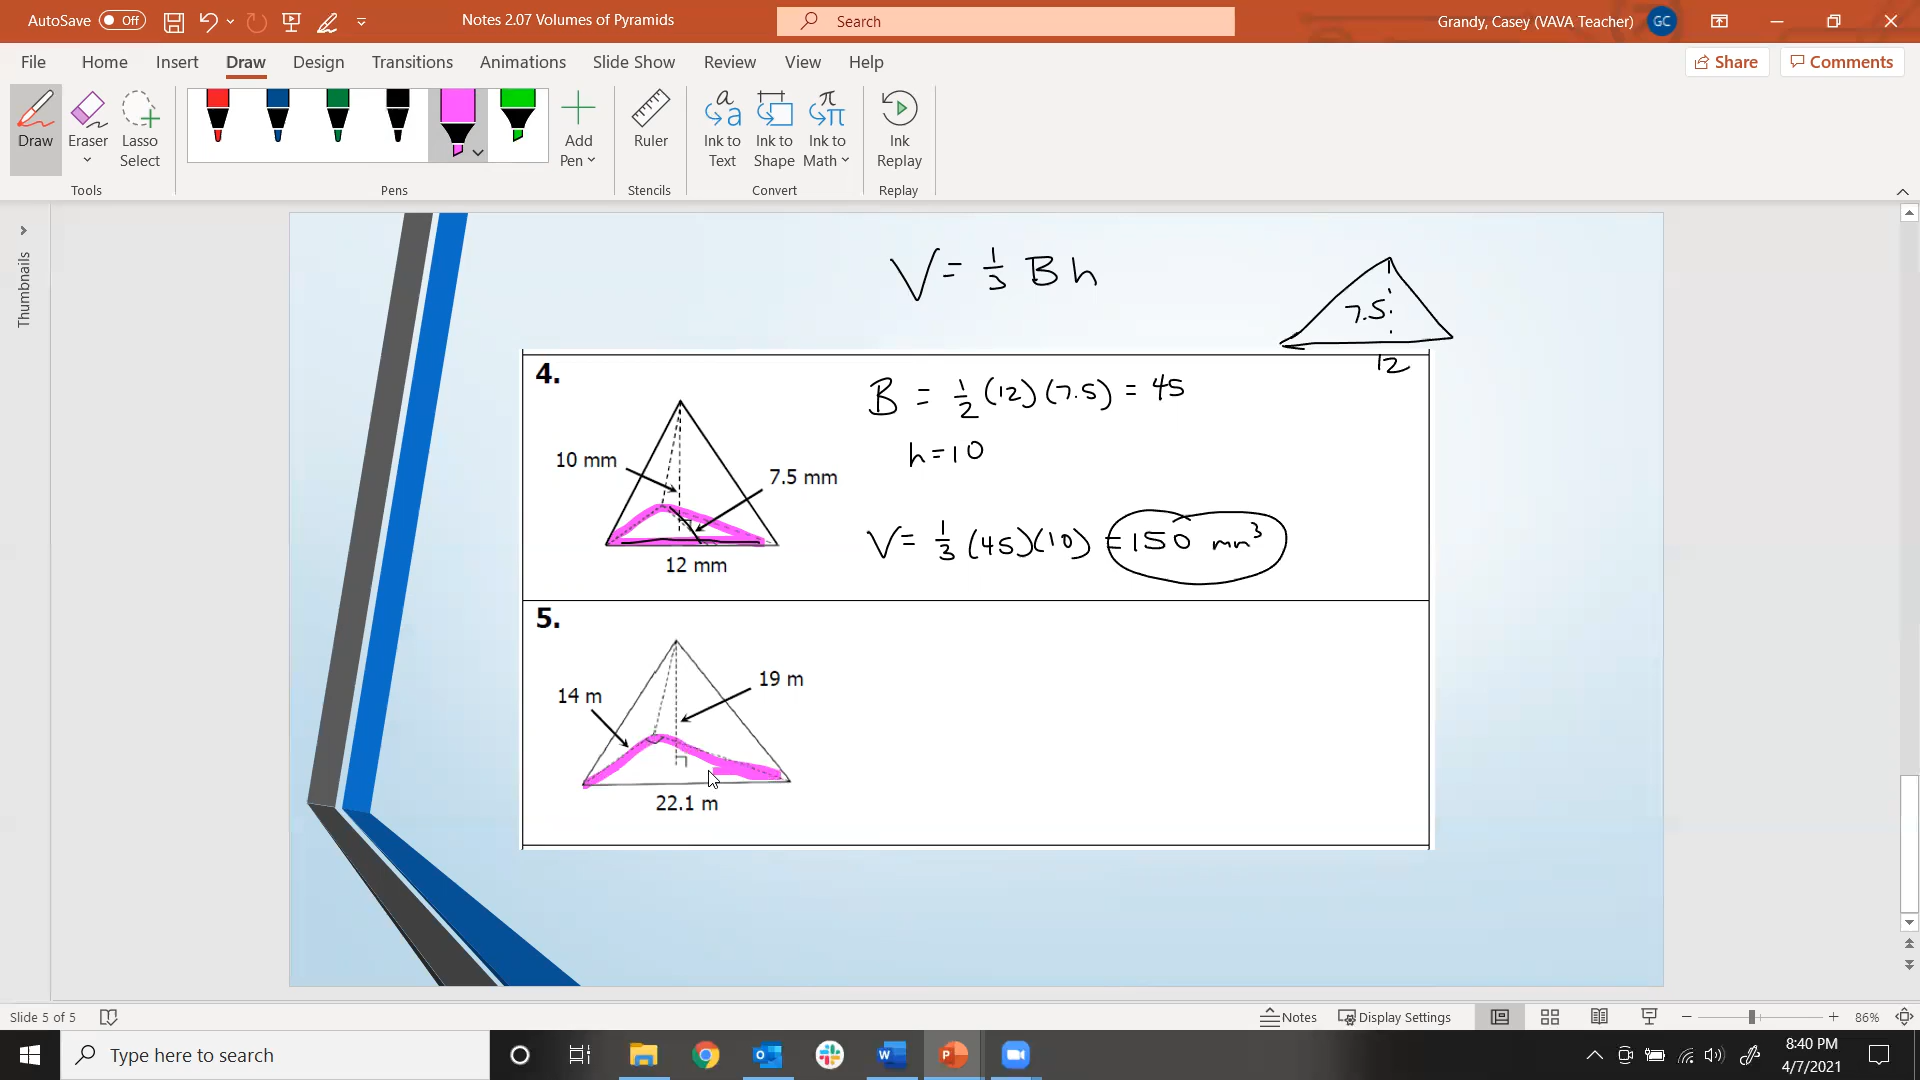 AutoSave Off Notes 2.07 Volumes of Pyramids Search Grandy, Casey (VAVA Teacher) GC
File Home Insert Draw Design Transitions Animations Slide Show Review View Help Share Comments
Draw
Eraser
Lasso
Select
Add
Pen
Ruler
Ink to
Text
Ink to
Shape
Ink to
Math
Ink
Replay
Tools Pens Stencils Convert Replay
Thumbnails
V = 1/3 B h
7.5
12
4.
B = 1/2 (12)(7.5) = 45
10 mm
h = 10
7.5 mm
V = 1/3 (45)(10) = 150 mm³
12 mm
5.
14 m
19 m
22.1 m
Slide 5 of 5 Notes Display Settings 86%
Type here to search
8:40 PM
4/7/2021